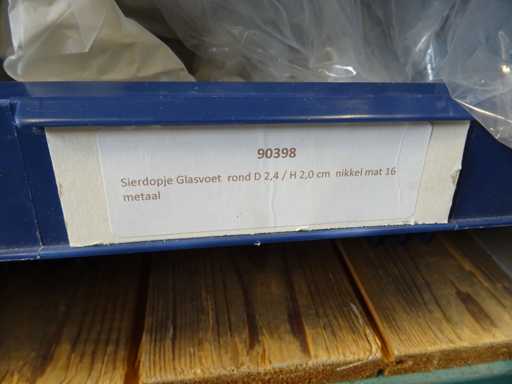 90398
Sierdopje Glasvoet rond D 2,4 / H 2,0 cm nikkel mat 16
metaal